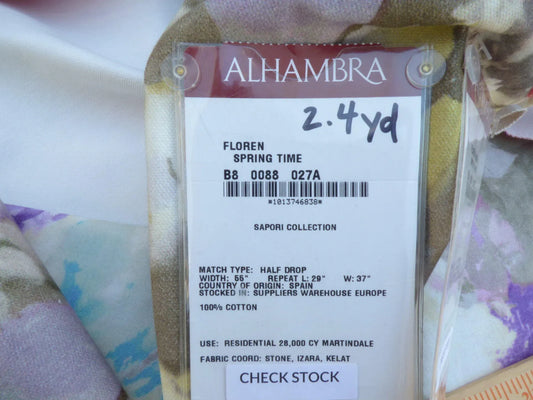 ALHAMBRA
2.4yd
FLOREN
SPRING TIME
B8 0088 027A
*1013746838*
SAPORI COLLECTION
MATCH TYPE: HALF DROP
WIDTH: 56" REPEAT L: 29" W: 37"
COUNTRY OF ORIGIN: SPAIN
STOCKED IN: SUPPLIERS WAREHOUSE EUROPE
100% COTTON
USE: RESIDENTIAL 28,000 CY MARTINDALE
FABRIC COORD: STONE, IZARA, KELAT
CHECK STOCK